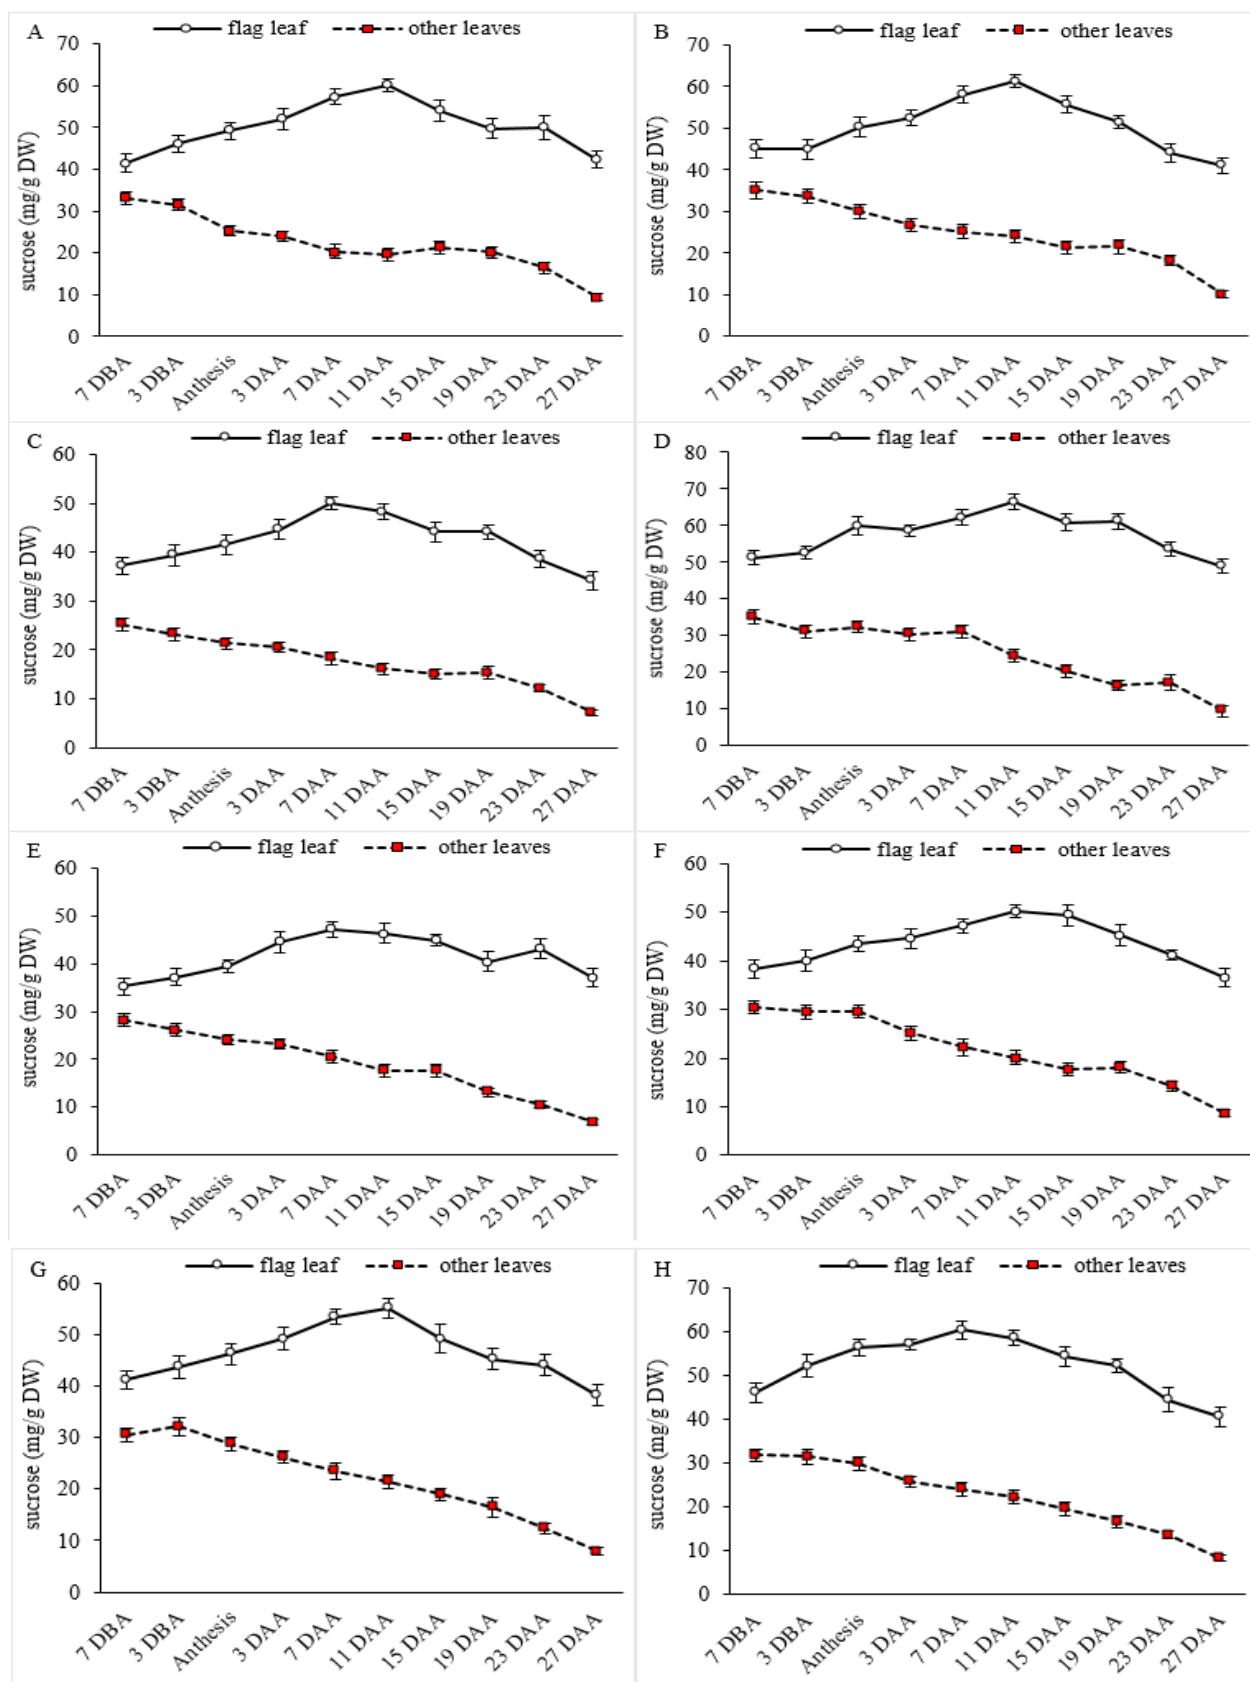 A
flag leaf
other leaves
70
60
50
40
30
20
10
0
sucrose (mg/g DW)
7 DBA
3 DBA
Anthesis
3 DAA
7 DAA
11 DAA
15 DAA
19 DAA
23 DAA
27 DAA
B
flag leaf
other leaves
70
60
50
40
30
20
10
0
sucrose (mg/g DW)
7 DBA
3 DBA
Anthesis
3 DAA
7 DAA
11 DAA
15 DAA
19 DAA
23 DAA
27 DAA
C
flag leaf
other leaves
60
50
40
30
20
10
0
sucrose (mg/g DW)
7 DBA
3 DBA
Anthesis
3 DAA
7 DAA
11 DAA
15 DAA
19 DAA
23 DAA
27 DAA
D
flag leaf
other leaves
80
70
60
50
40
30
20
10
0
sucrose (mg/g DW)
7 DBA
3 DBA
Anthesis
3 DAA
7 DAA
11 DAA
15 DAA
19 DAA
23 DAA
27 DAA
E
flag leaf
other leaves
60
50
40
30
20
10
0
sucrose (mg/g DW)
7 DBA
3 DBA
Anthesis
3 DAA
7 DAA
11 DAA
15 DAA
19 DAA
23 DAA
27 DAA
F
flag leaf
other leaves
60
50
40
30
20
10
0
sucrose (mg/g DW)
7 DBA
3 DBA
Anthesis
3 DAA
7 DAA
11 DAA
15 DAA
19 DAA
23 DAA
27 DAA
G
flag leaf
other leaves
60
50
40
30
20
10
0
sucrose (mg/g DW)
7 DBA
3 DBA
Anthesis
3 DAA
7 DAA
11 DAA
15 DAA
19 DAA
23 DAA
27 DAA
H
flag leaf
other leaves
70
60
50
40
30
20
10
0
sucrose (mg/g DW)
7 DBA
3 DBA
Anthesis
3 DAA
7 DAA
11 DAA
15 DAA
19 DAA
23 DAA
27 DAA